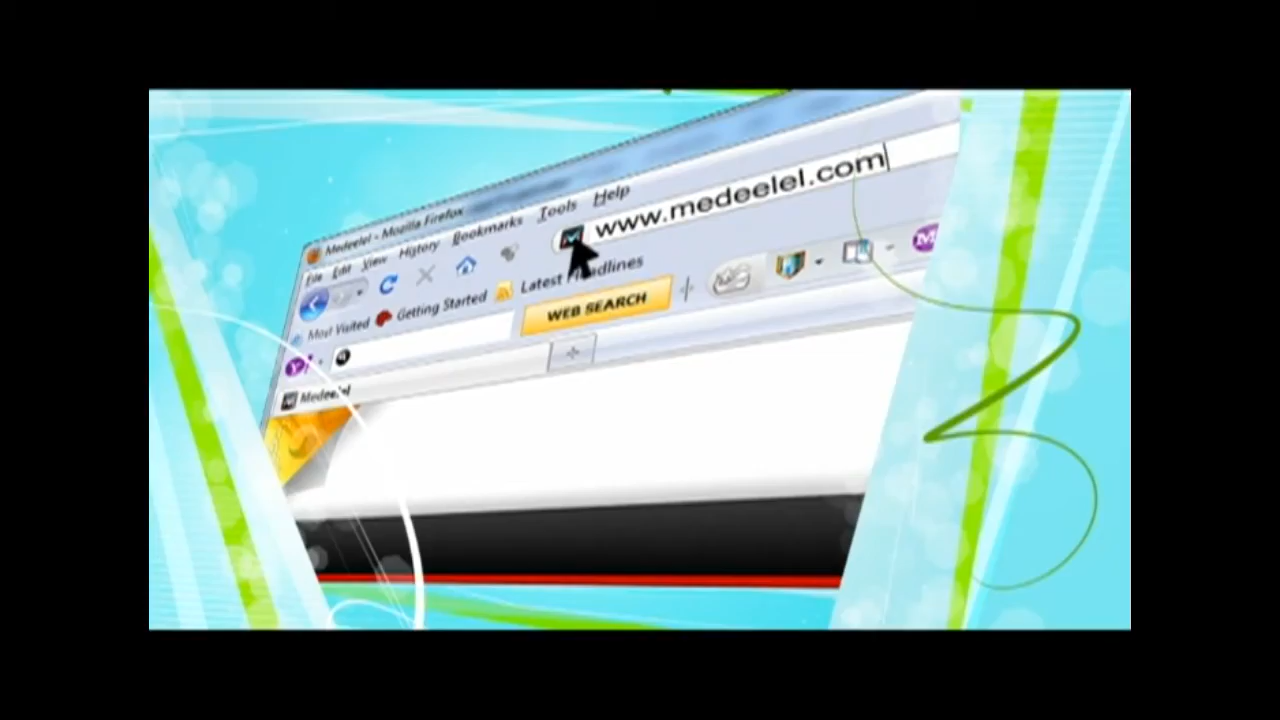 Medeelel - Mozilla Firefox
File Edit View History Bookmarks Tools Help
www.medeelel.com
Most Visited Getting Started Latest Headlines
Y! WEB SEARCH
Medeelel